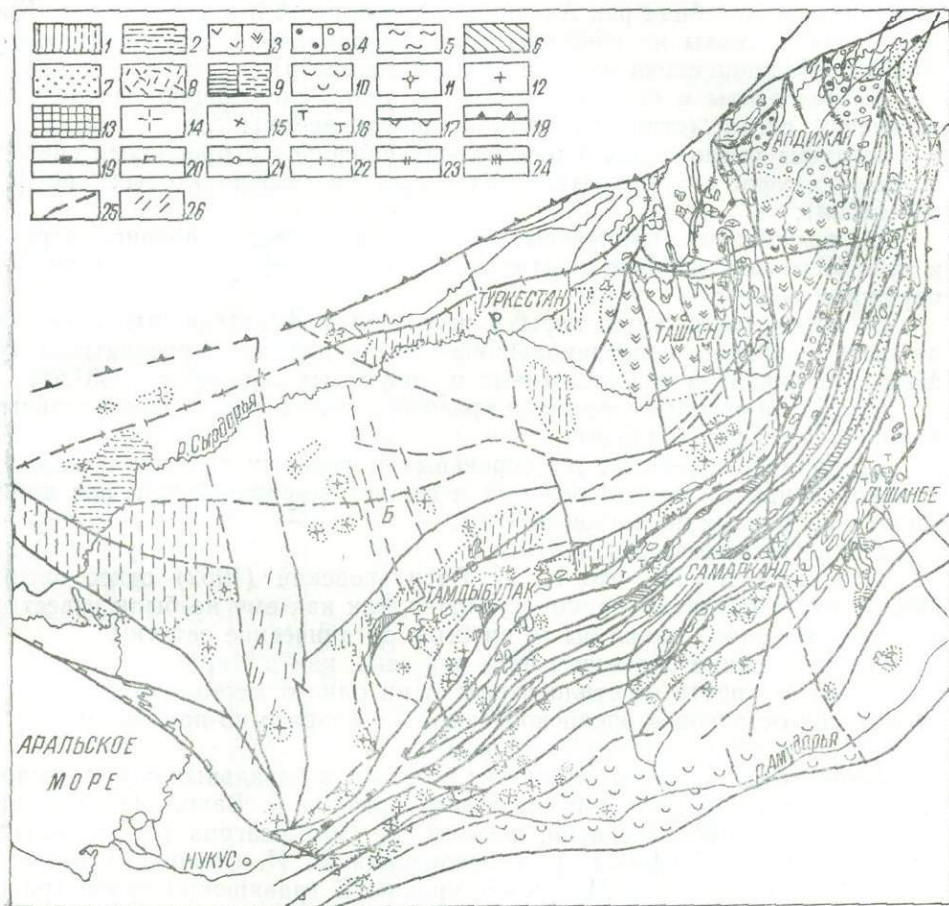 1 2 3 4 5 6
7 8 9 10 11 12
13 14 15 16 17 18
19 20 21 22 23 24
25 26
АНДИЖАН
ТУРКЕСТАН
Р
ТАШКЕНТ
р. Сырдарья
Б
ДУШАНБЕ
САМАРКАНД
ТАМДЫБУЛАК
А
р. АМУДАРЬЯ
АРАЛЬСКОЕ
МОРЕ
НУКУС